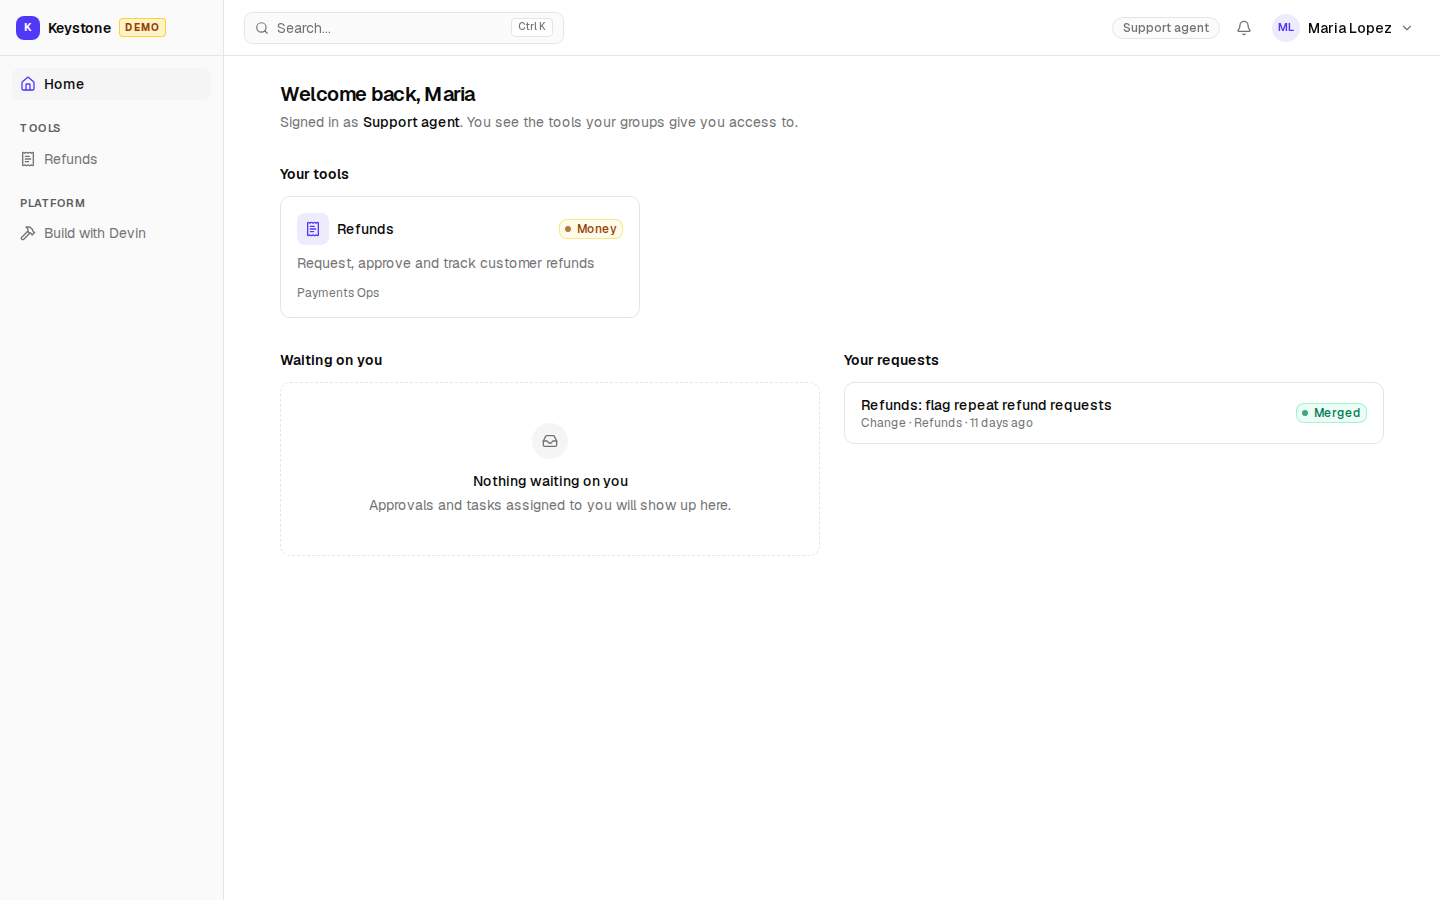 K Keystone DEMO
Search... Ctrl K
Support agent
ML Maria Lopez
Home
TOOLS
Refunds
PLATFORM
Build with Devin
Welcome back, Maria
Signed in as Support agent. You see the tools your groups give you access to.
Your tools
Refunds Money
Request, approve and track customer refunds
Payments Ops
Waiting on you
Nothing waiting on you
Approvals and tasks assigned to you will show up here.
Your requests
Refunds: flag repeat refund requests
Change · Refunds · 11 days ago
Merged